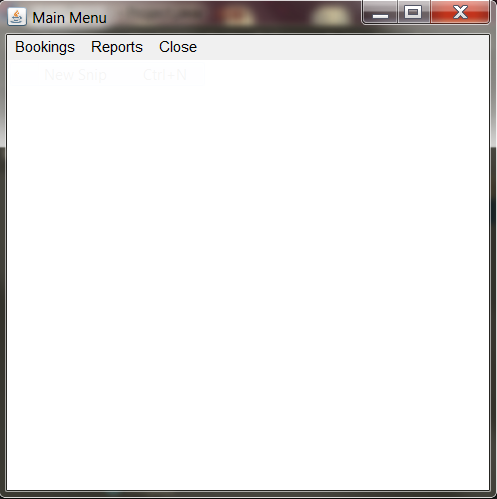 Main Menu
Bookings Reports Close
New Snip Ctrl+N